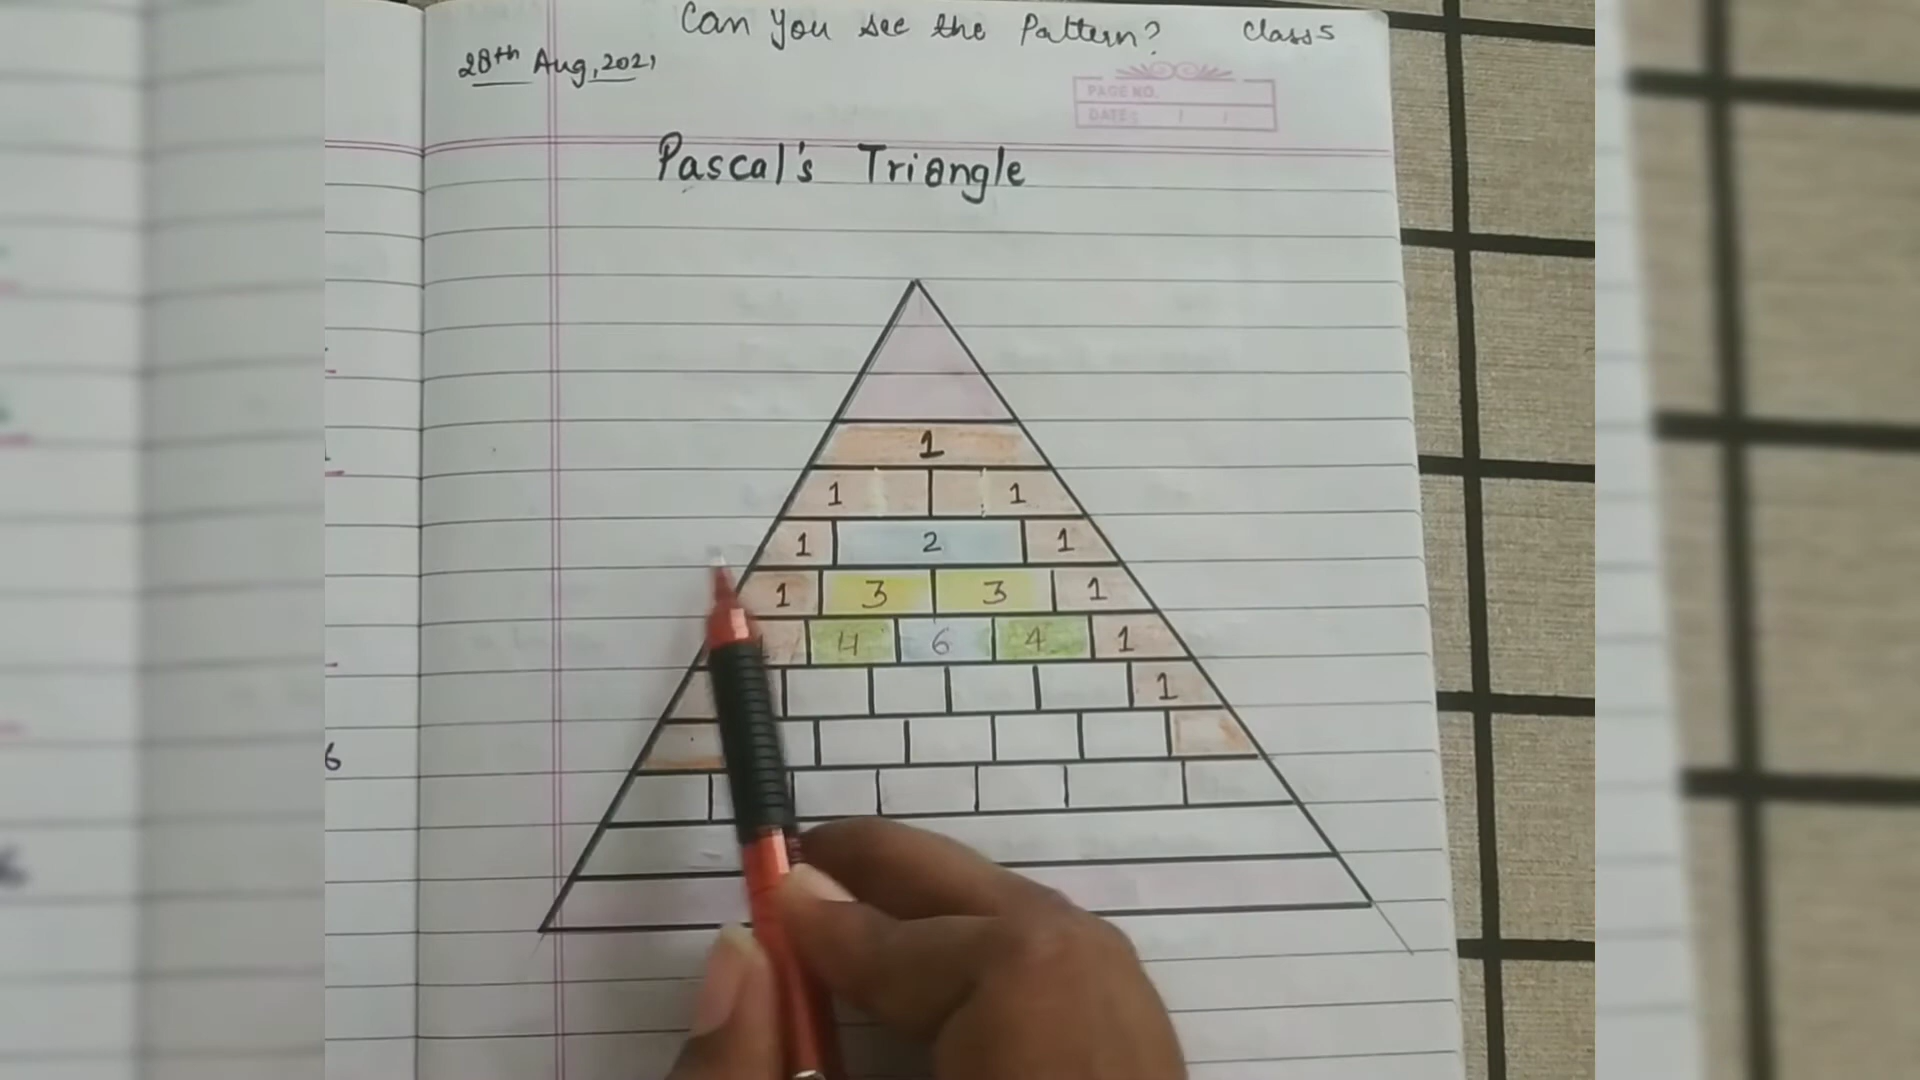 Can you see the Pattern? Class 5
28th Aug, 2021
PAGE NO.
DATE:
Pascal's Triangle
1
1 1
1 2 1
1 3 3 1
4 6 4 1
1
6